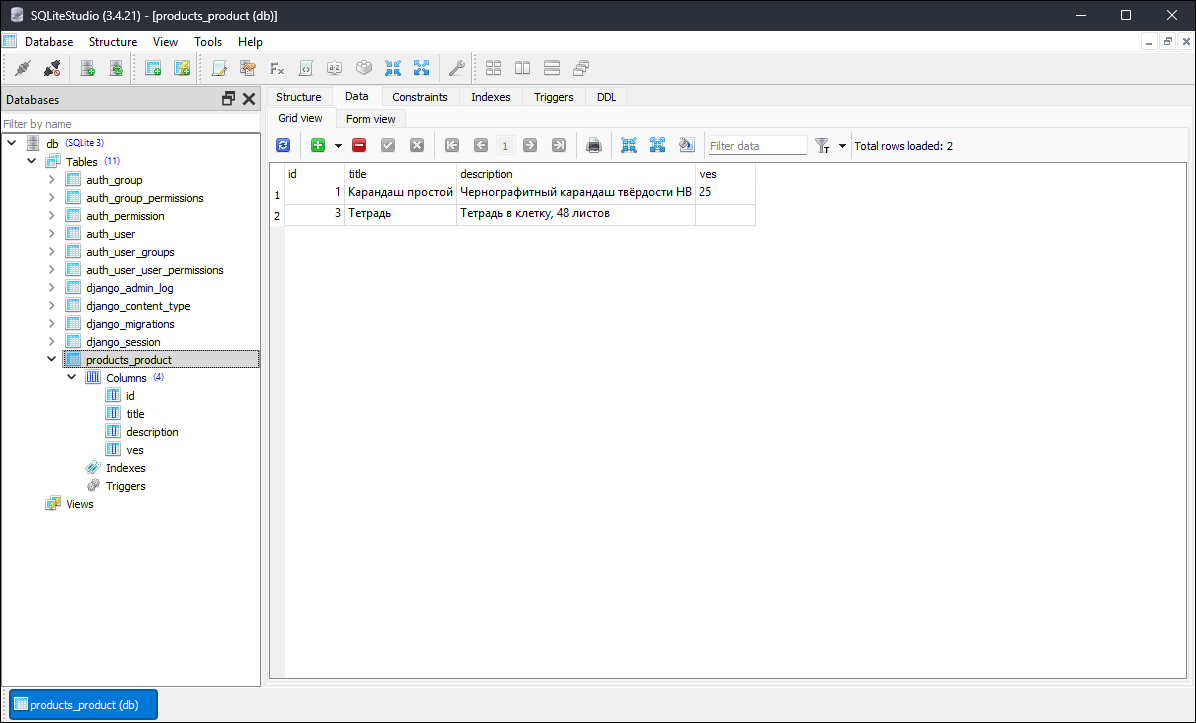 SQLiteStudio (3.4.21) - [products_product (db)]
Database Structure View Tools Help
Databases
Filter by name
db (SQLite 3)
Tables (11)
auth_group
auth_group_permissions
auth_permission
auth_user
auth_user_groups
auth_user_user_permissions
django_admin_log
django_content_type
django_migrations
django_session
products_product
Columns (4)
id
title
description
ves
Indexes
Triggers
Views
Structure Data Constraints Indexes Triggers DDL
Grid view Form view
1 Filter data Total rows loaded: 2
id title description ves
1 1 Карандаш простой Чернографитный карандаш твёрдости HB 25
2 3 Тетрадь Тетрадь в клетку, 48 листов
products_product (db)